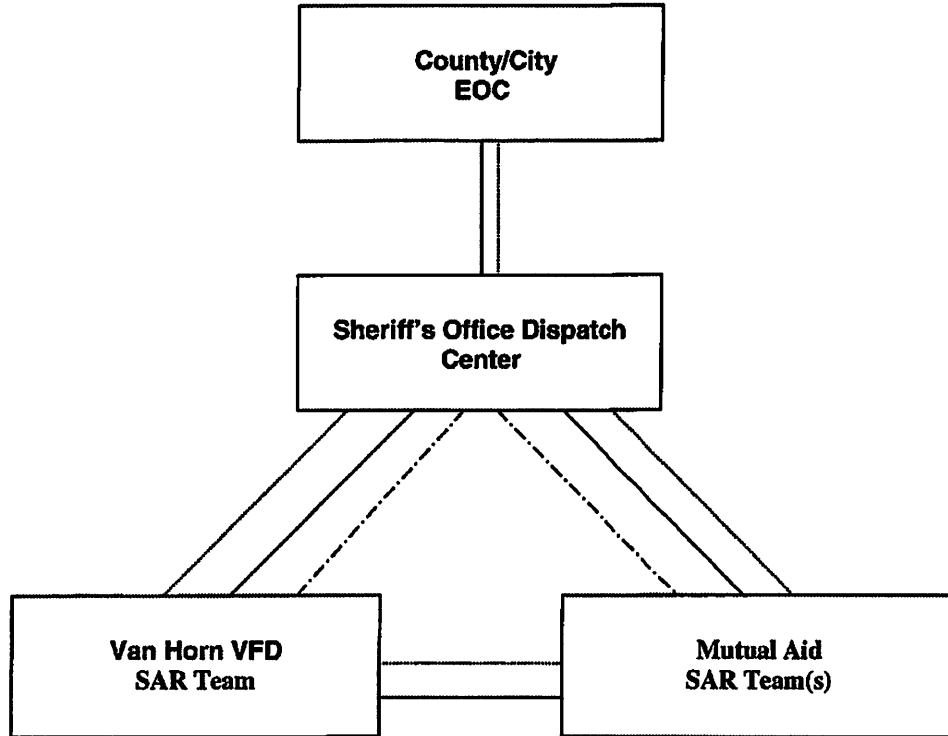 County/City
EOC
Sheriff's Office Dispatch
Center
Van Horn VFD
SAR Team
Mutual Aid
SAR Team(s)